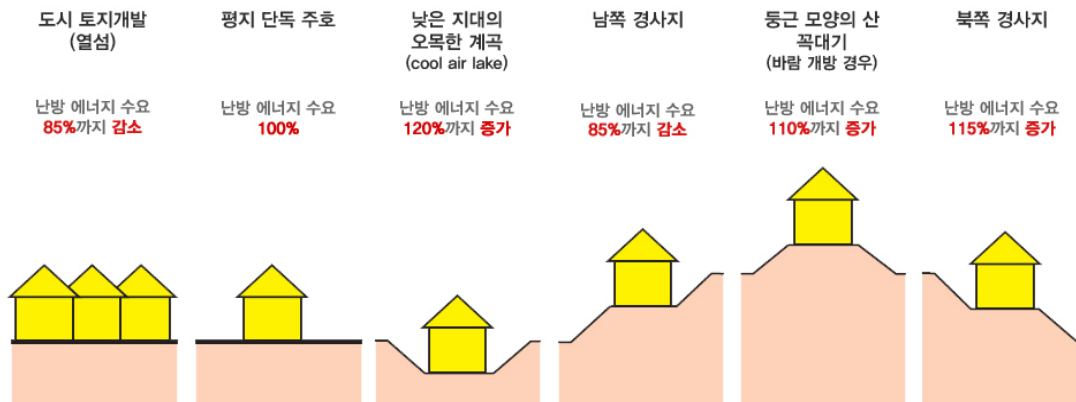 도시 토지개발
(열섬)
난방 에너지 수요
85%까지 감소
평지 단독 주호
난방 에너지 수요
100%
낮은 지대의
오목한 계곡
(cool air lake)
난방 에너지 수요
120%까지 증가
남쪽 경사지
난방 에너지 수요
85%까지 감소
둥근 모양의 산
꼭대기
(바람 개방 경우)
난방 에너지 수요
110%까지 증가
북쪽 경사지
난방 에너지 수요
115%까지 증가